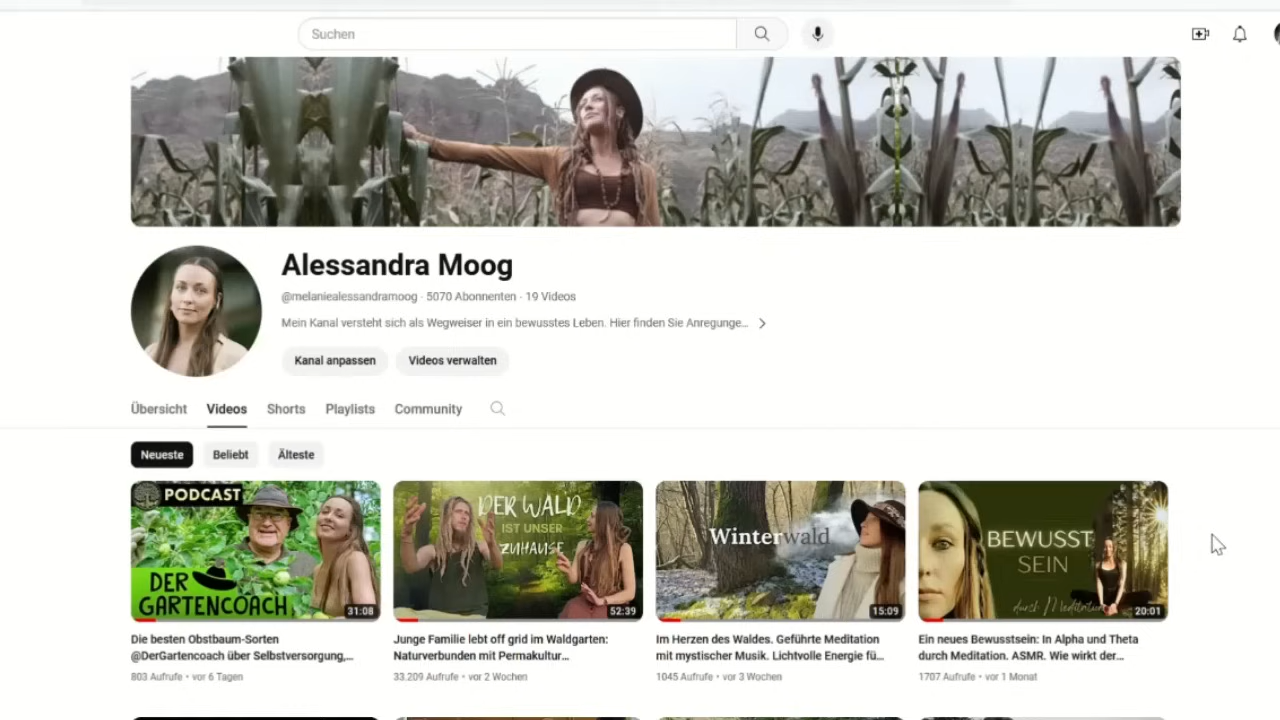 Suchen
Alessandra Moog
@melaniealessandramoog · 5070 Abonnenten · 19 Videos
Mein Kanal versteht sich als Wegweiser in ein bewusstes Leben. Hier finden Sie Anregunge...
Kanal anpassen Videos verwalten
Übersicht Videos Shorts Playlists Community
Neueste Beliebt Älteste
PODCAST
DER
GARTENCOACH
31:08
DER WALD
IST UNSER
ZUHAUSE
52:39
Winterwald
15:09
BEWUSST
SEIN
durch Meditation
20:01
Die besten Obstbaum-Sorten
@DerGartencoach über Selbstversorgung,...
803 Aufrufe • vor 6 Tagen
Junge Familie lebt off grid im Waldgarten:
Naturverbunden mit Permakultur...
33.209 Aufrufe • vor 2 Wochen
Im Herzen des Waldes. Geführte Meditation
mit mystischer Musik. Lichtvolle Energie fü...
1045 Aufrufe • vor 3 Wochen
Ein neues Bewusstsein: In Alpha und Theta
durch Meditation. ASMR. Wie wirkt der...
1707 Aufrufe • vor 1 Monat